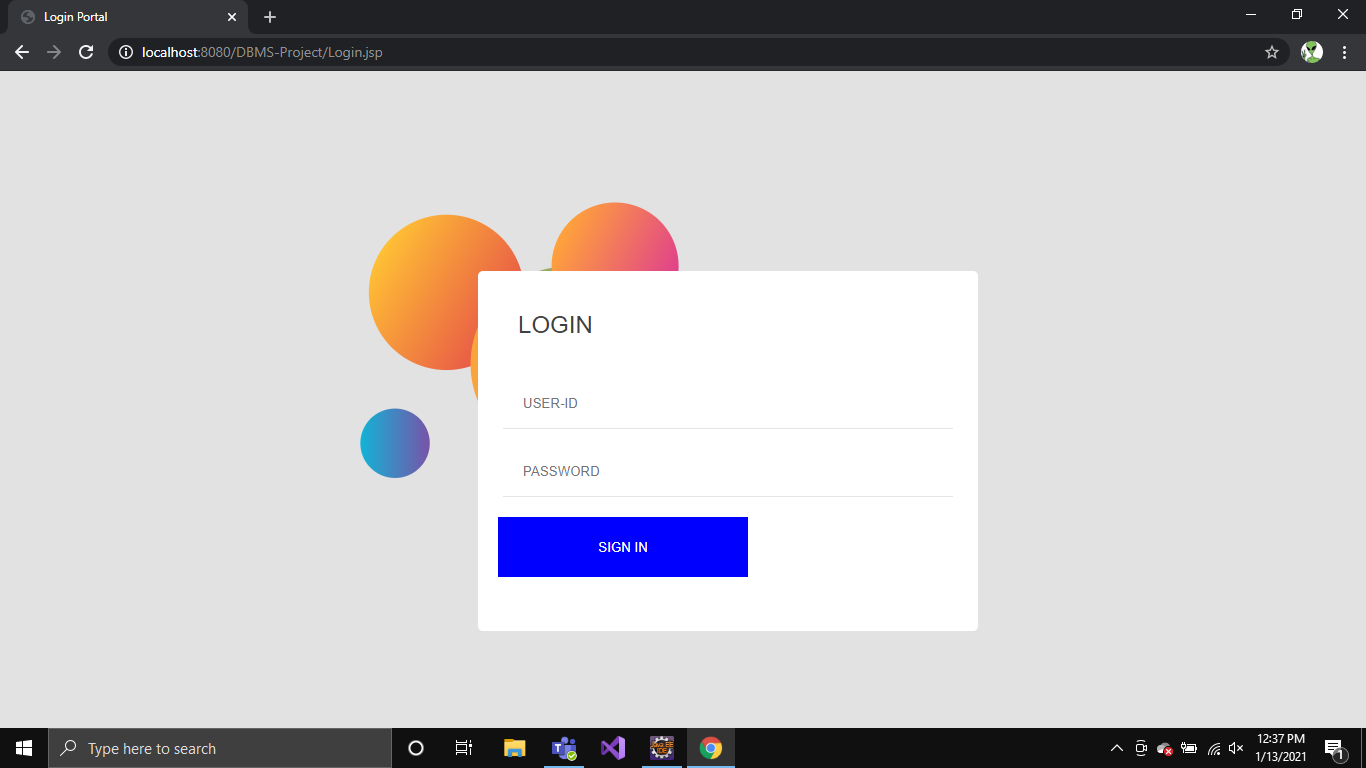 Login Portal
localhost:8080/DBMS-Project/Login.jsp
LOGIN
USER-ID
PASSWORD
SIGN IN
Type here to search
12:37 PM
1/13/2021
1